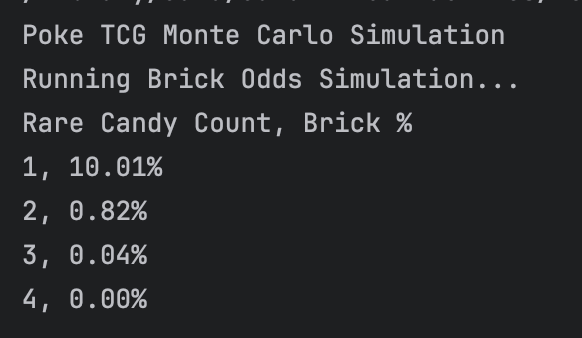 Poke TCG Monte Carlo Simulation
Running Brick Odds Simulation...
Rare Candy Count, Brick %
1, 10.01%
2, 0.82%
3, 0.04%
4, 0.00%